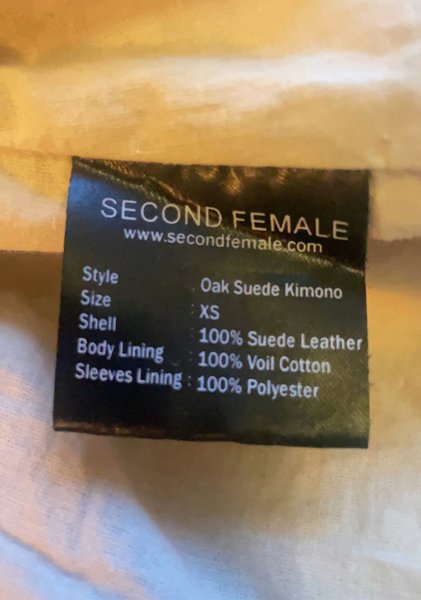 SECOND FEMALE
www.secondfemale.com
Style : Oak Suede Kimono
Size : XS
Shell : 100% Suede Leather
Body Lining : 100% Voil Cotton
Sleeves Lining : 100% Polyester